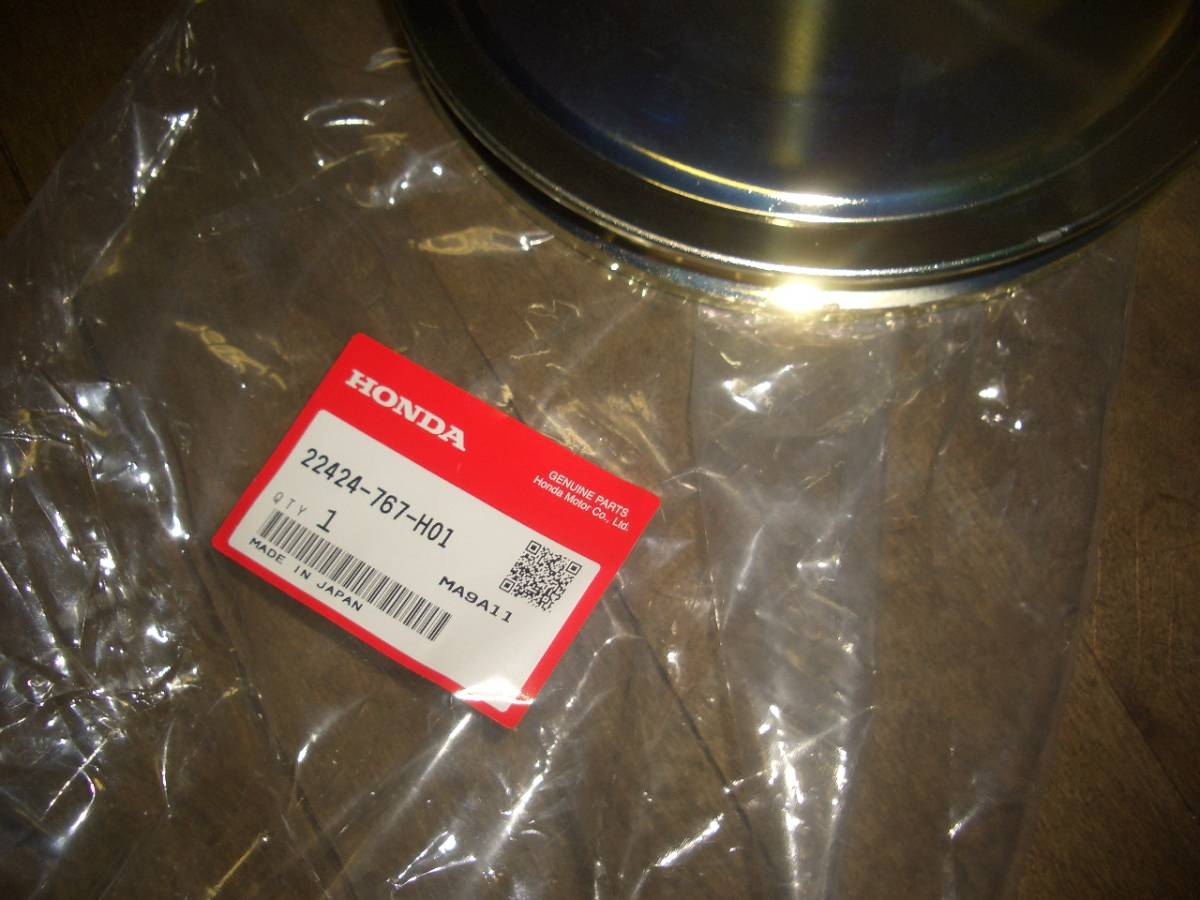 HONDA
GENUINE PARTS
Honda Motor Co., Ltd.
22424-767-H01
QTY 1
MA9A11
MADE IN JAPAN